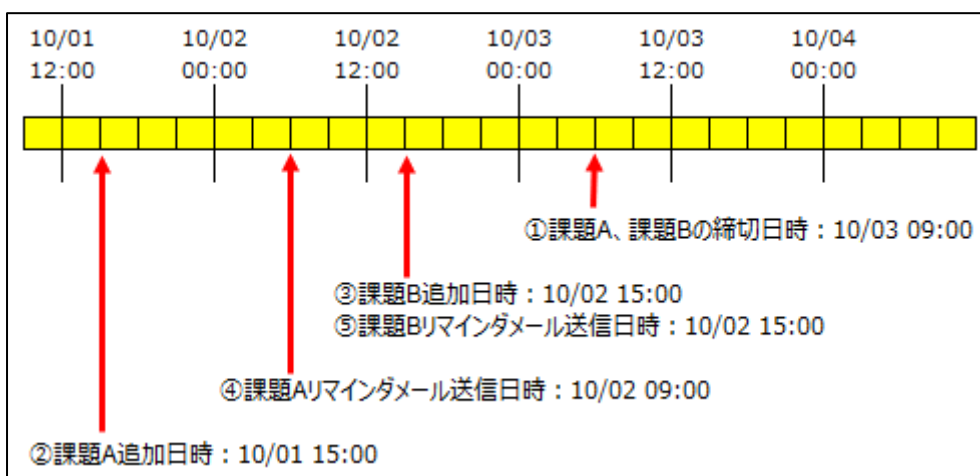 10/01 10/02 10/02 10/03 10/03 10/04
12:00 00:00 12:00 00:00 12:00 00:00
①課題A、課題Bの締切日時：10/03 09:00
③課題B追加日時：10/02 15:00
⑤課題Bリマインダメール送信日時：10/02 15:00
④課題Aリマインダメール送信日時：10/02 09:00
②課題A追加日時：10/01 15:00